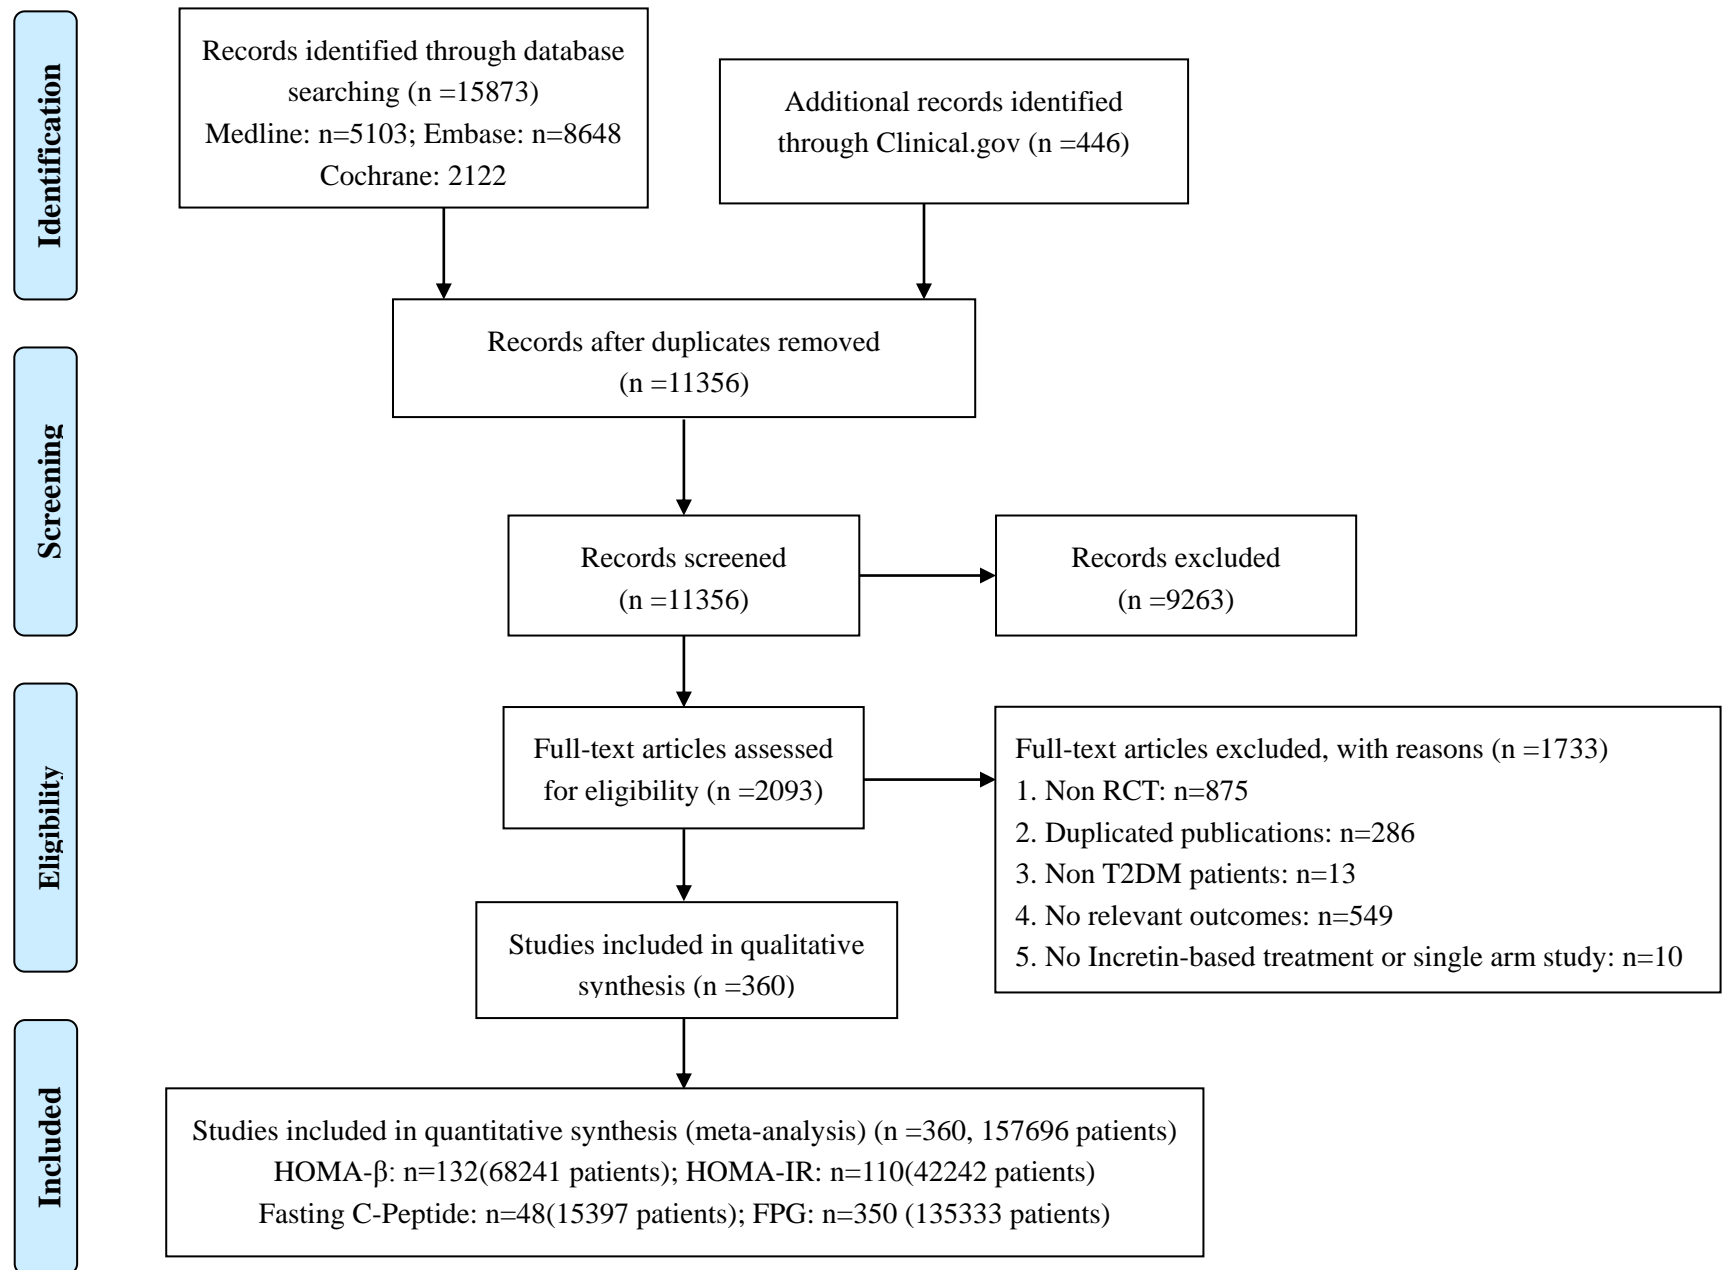 Identification
Records identified through database
searching (n =15873)
Medline: n=5103; Embase: n=8648
Cochrane: 2122
Additional records identified
through Clinical.gov (n =446)
Records after duplicates removed
(n =11356)
Screening
Records screened
(n =11356)
Records excluded
(n =9263)
Eligibility
Full-text articles assessed
for eligibility (n =2093)
Full-text articles excluded, with reasons (n =1733)
1. Non RCT: n=875
2. Duplicated publications: n=286
3. Non T2DM patients: n=13
4. No relevant outcomes: n=549
5. No Incretin-based treatment or single arm study: n=10
Studies included in qualitative
synthesis (n =360)
Included
Studies included in quantitative synthesis (meta-analysis) (n =360, 157696 patients)
HOMA-β: n=132(68241 patients); HOMA-IR: n=110(42242 patients)
Fasting C-Peptide: n=48(15397 patients); FPG: n=350 (135333 patients)